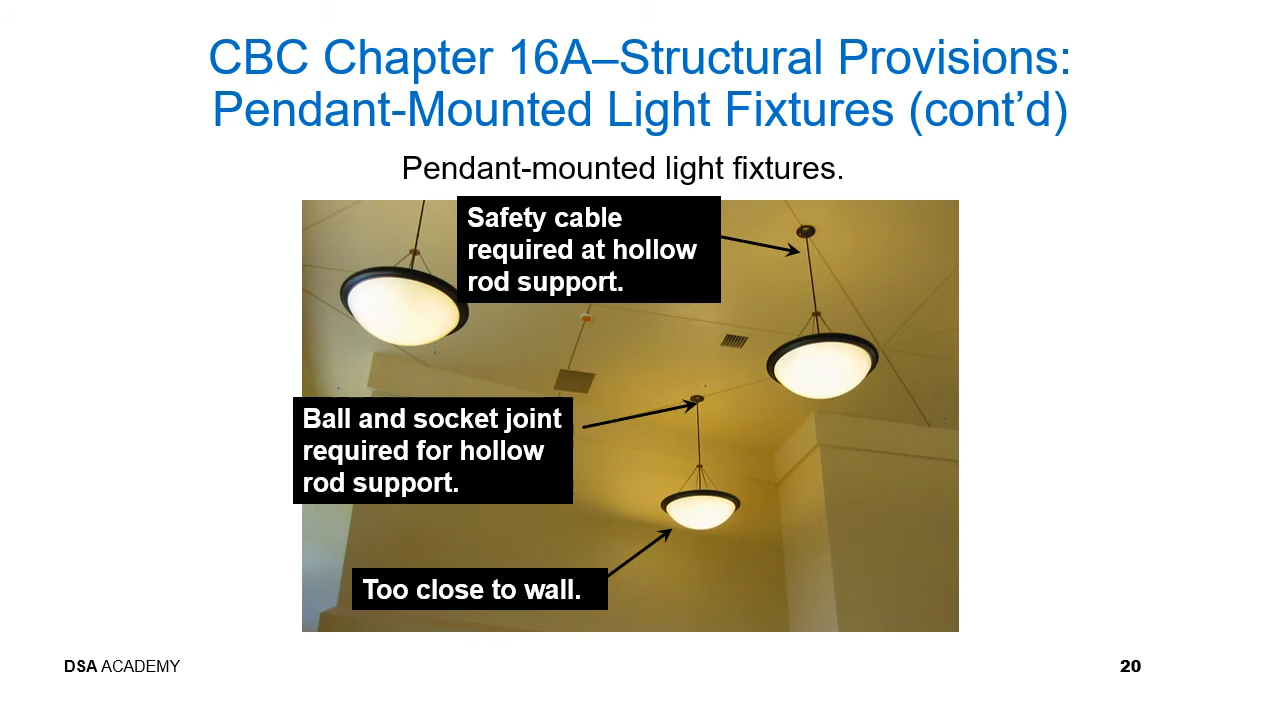 CBC Chapter 16A–Structural Provisions:
Pendant-Mounted Light Fixtures (cont’d)
Pendant-mounted light fixtures.
Safety cable
required at hollow
rod support.
Ball and socket joint
required for hollow
rod support.
Too close to wall.
DSA ACADEMY
20